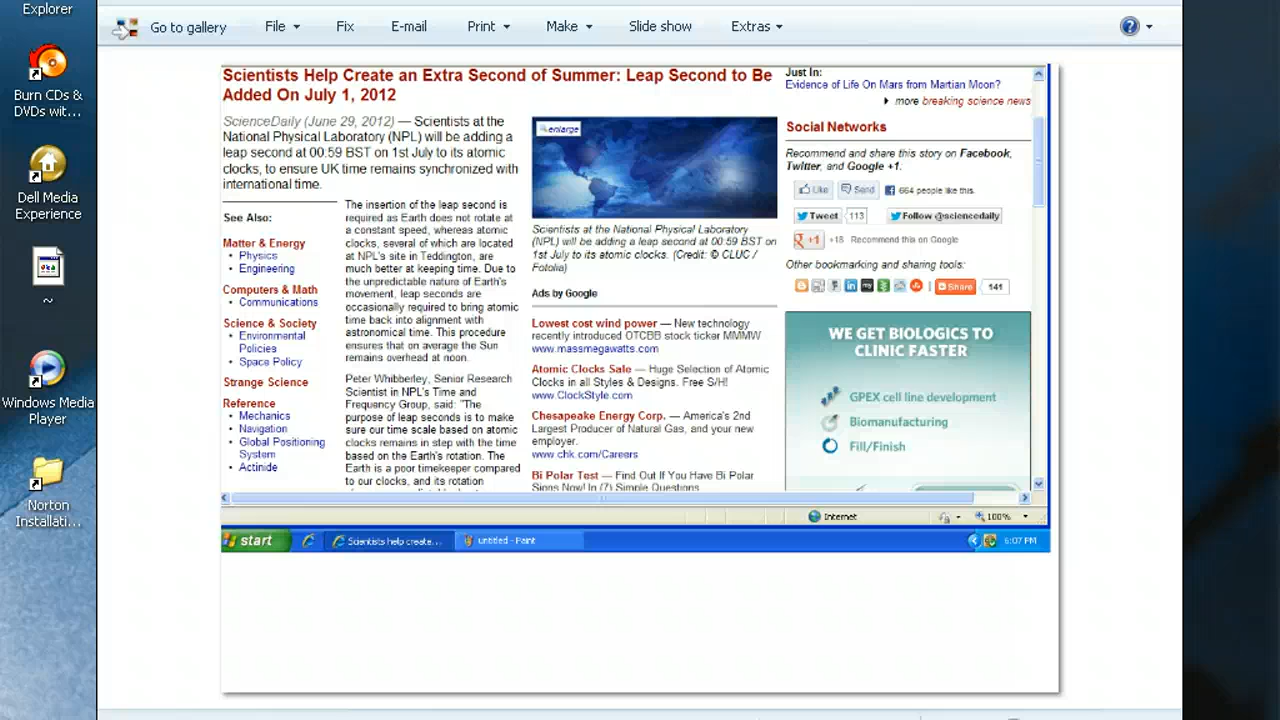 Explorer
Burn CDs &
DVDs wit...
Dell Media
Experience
~
Windows Media
Player
Norton
Installati...
Go to gallery
File
Fix
E-mail
Print
Make
Slide show
Extras
Scientists Help Create an Extra Second of Summer: Leap Second to Be
Added On July 1, 2012
ScienceDaily (June 29, 2012) — Scientists at the
National Physical Laboratory (NPL) will be adding a
leap second at 00:59 BST on 1st July to its atomic
clocks, to ensure UK time remains synchronized with
international time.
See Also:
Matter & Energy
• Physics
• Engineering
Computers & Math
• Communications
Science & Society
• Environmental
Policies
• Space Policy
Strange Science
Reference
• Mechanics
• Navigation
• Global Positioning
System
• Actinide
The insertion of the leap second is
required as Earth does not rotate at
a constant speed, whereas atomic
clocks, several of which are located
at NPL's site in Teddington, are
much better at keeping time. Due to
the unpredictable nature of Earth's
movement, leap seconds are
occasionally required to bring atomic
time back into alignment with
astronomical time. This procedure
ensures that on average the Sun
remains overhead at noon.
Peter Whibberley, Senior Research
Scientist in NPL's Time and
Frequency Group, said: "The
purpose of leap seconds is to make
sure our time scale based on atomic
clocks remains in step with the time
based on the Earth's rotation. The
Earth is a poor timekeeper compared
to our clocks, and its rotation
enlarge
Scientists at the National Physical Laboratory
(NPL) will be adding a leap second at 00:59 BST on
1st July to its atomic clocks. (Credit: © CLUC /
Fotolia)
Ads by Google
Lowest cost wind power — New technology
recently introduced OTCBB stock ticker MMMW
www.massmegawatts.com
Atomic Clocks Sale — Huge Selection of Atomic
Clocks in all Styles & Designs. Free S/H!
www.ClockStyle.com
Chesapeake Energy Corp. — America's 2nd
Largest Producer of Natural Gas, and your new
employer.
www.chk.com/Careers
Bi Polar Test — Find Out If You Have Bi Polar
Signs Now! In (7) Simple Questions
Just In:
Evidence of Life On Mars from Martian Moon?
more breaking science news
Social Networks
Recommend and share this story on Facebook,
Twitter, and Google +1:
Like Send 664 people like this.
Tweet 113 Follow @sciencedaily
+1 +18 Recommend this on Google
Other bookmarking and sharing tools:
| Share 141
WE GET BIOLOGICS TO
CLINIC FASTER
GPEX cell line development
Biomanufacturing
Fill/Finish
Internet
100%
start
Scientists help create...
untitled - Paint
6:07 PM